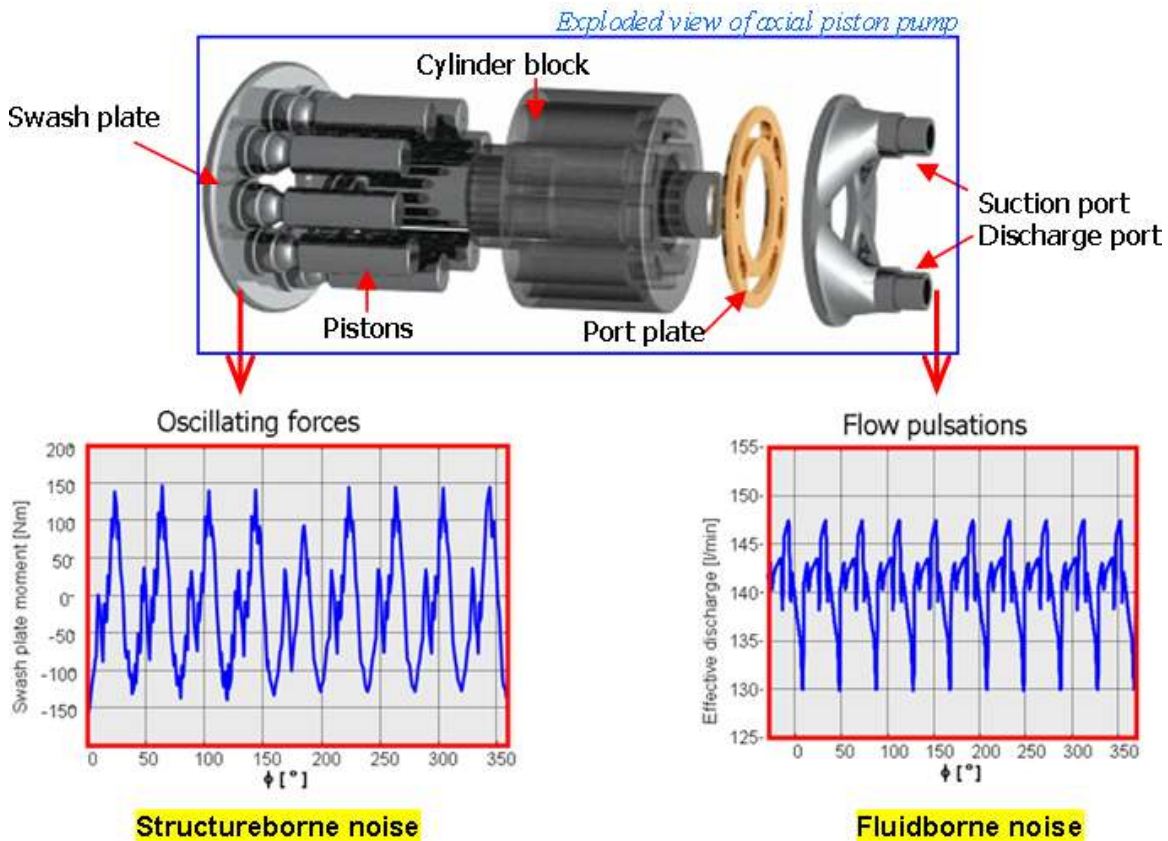 Exploded view of axial piston pump
Cylinder block
Swash plate
Suction port
Discharge port
Pistons
Port plate
Oscillating forces
Flow pulsations
Swash plate moment [Nm]
200
150
100
50
0
-50
-100
-150
0 50 100 150 200 250 300 350
ϕ [°]
Effective discharge [l/min]
155
150
145
140
135
130
125
0 50 100 150 200 250 300 350
ϕ [°]
Structureborne noise
Fluidborne noise